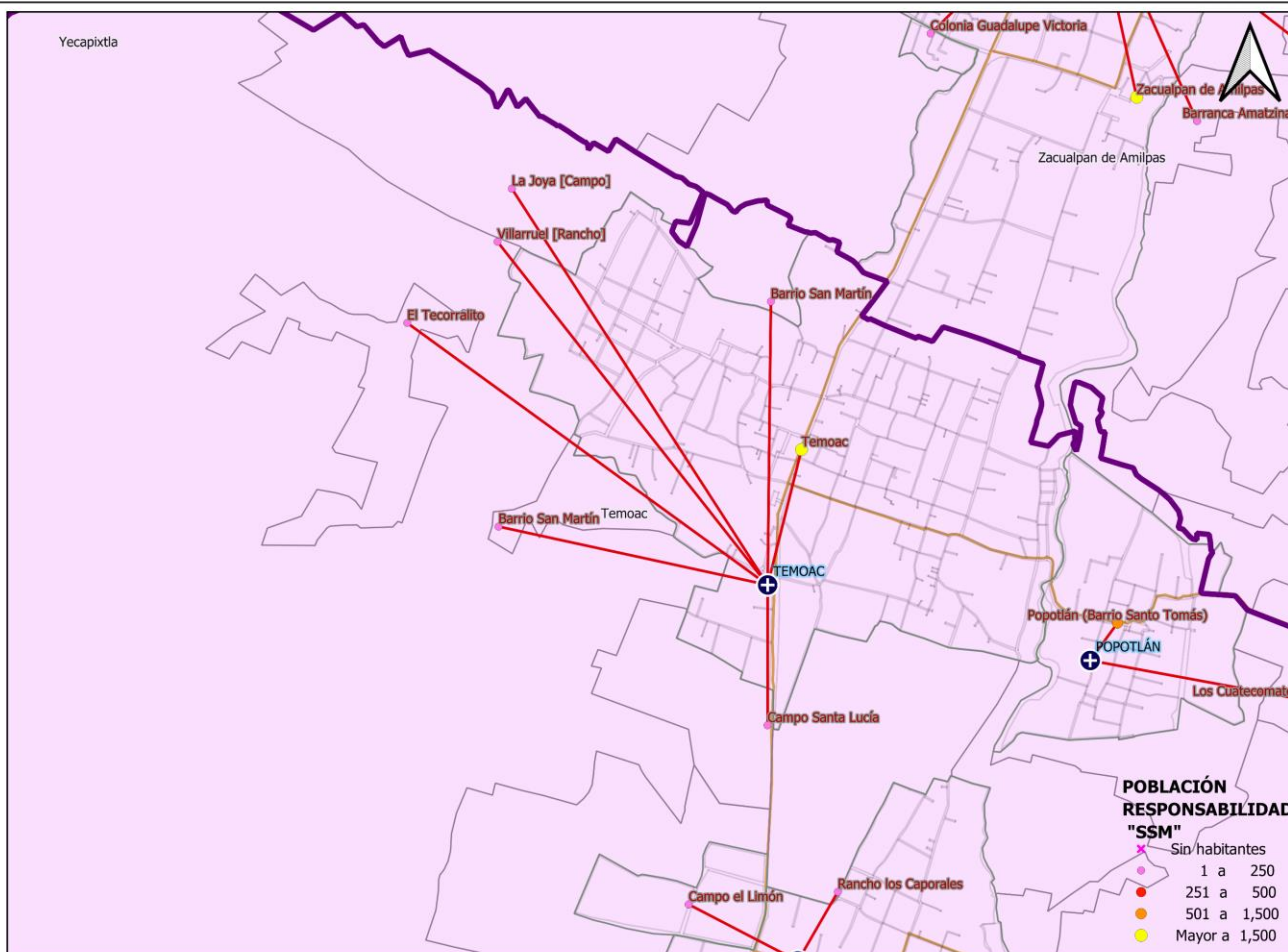 Colonia Guadalupe Victoria
Yecapixtla
Zacualpan de Amilpas
Barranca Amatzina
Zacualpan de Amilpas
La Joya [Campo]
Villarruel [Rancho]
Barrio San Martín
El Tecorralito
Temoac
Barrio San Martín
Temoac
TEMOAC
Popotlán (Barrio Santo Tomás)
POPOTLÁN
Los Cuatecomate
Campo Santa Lucía
POBLACIÓN
RESPONSABILIDAD
"SSM"
Sin habitantes
1 a 250
251 a 500
501 a 1,500
Mayor a 1,500
Rancho los Caporales
Campo el Limón